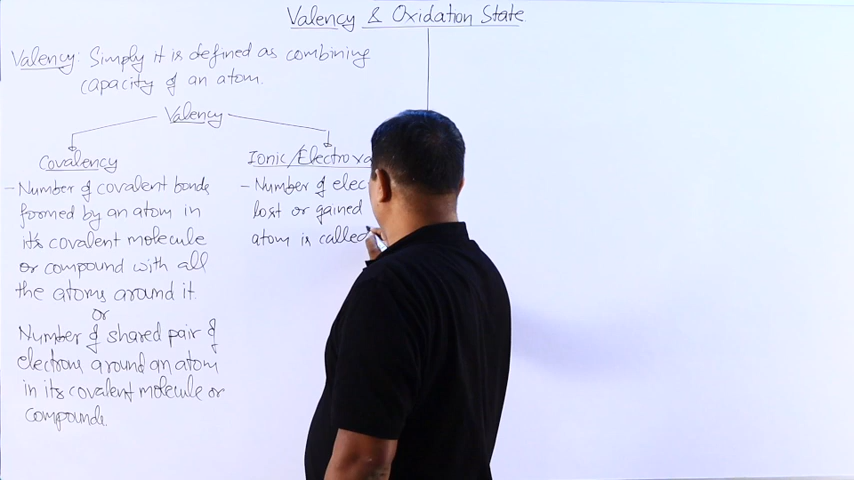 Valency & Oxidation State
Valency: Simply it is defined as combining
capacity of an atom.
Valency
Covalency
- Number of covalent bonds
formed by an atom in
it's covalent molecule
or compound with all
the atoms around it.
or
Number of shared pair of
electrons around an atom
in its covalent molecule or
compounds.
Ionic/Electrova
- Number of elec
lost or gained
atom is called